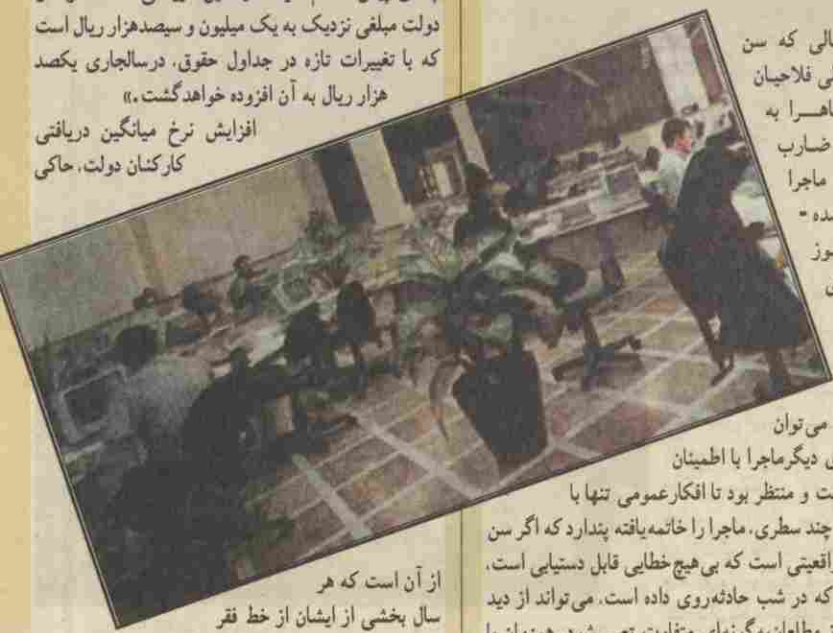 که سن
فلاحیان
به
ضارب
ماجرا
می‌توان
دیگرماجرا با اطمینان
و منتظر بود تا افکارعمومی تنها با
چند سطری، ماجرا را خاتمه‌یافته پندارد که اگر سن
است که بی‌هیچ خطایی قابل دستیابی است،
که در شب حادثه‌روی داده است، می‌تواند از دید
دولت مبلغی نزدیک به یک میلیون و سیصدهزار ریال است
که با تغییرات تازه در جداول حقوق، درسالجاری یکصد
هزار ریال به آن افزوده خواهدگشت.»
افزایش نرخ میانگین دریافتی
کارکنان دولت، حاکی
از آن است که هر
سال بخشی از ایشان از خط فقر